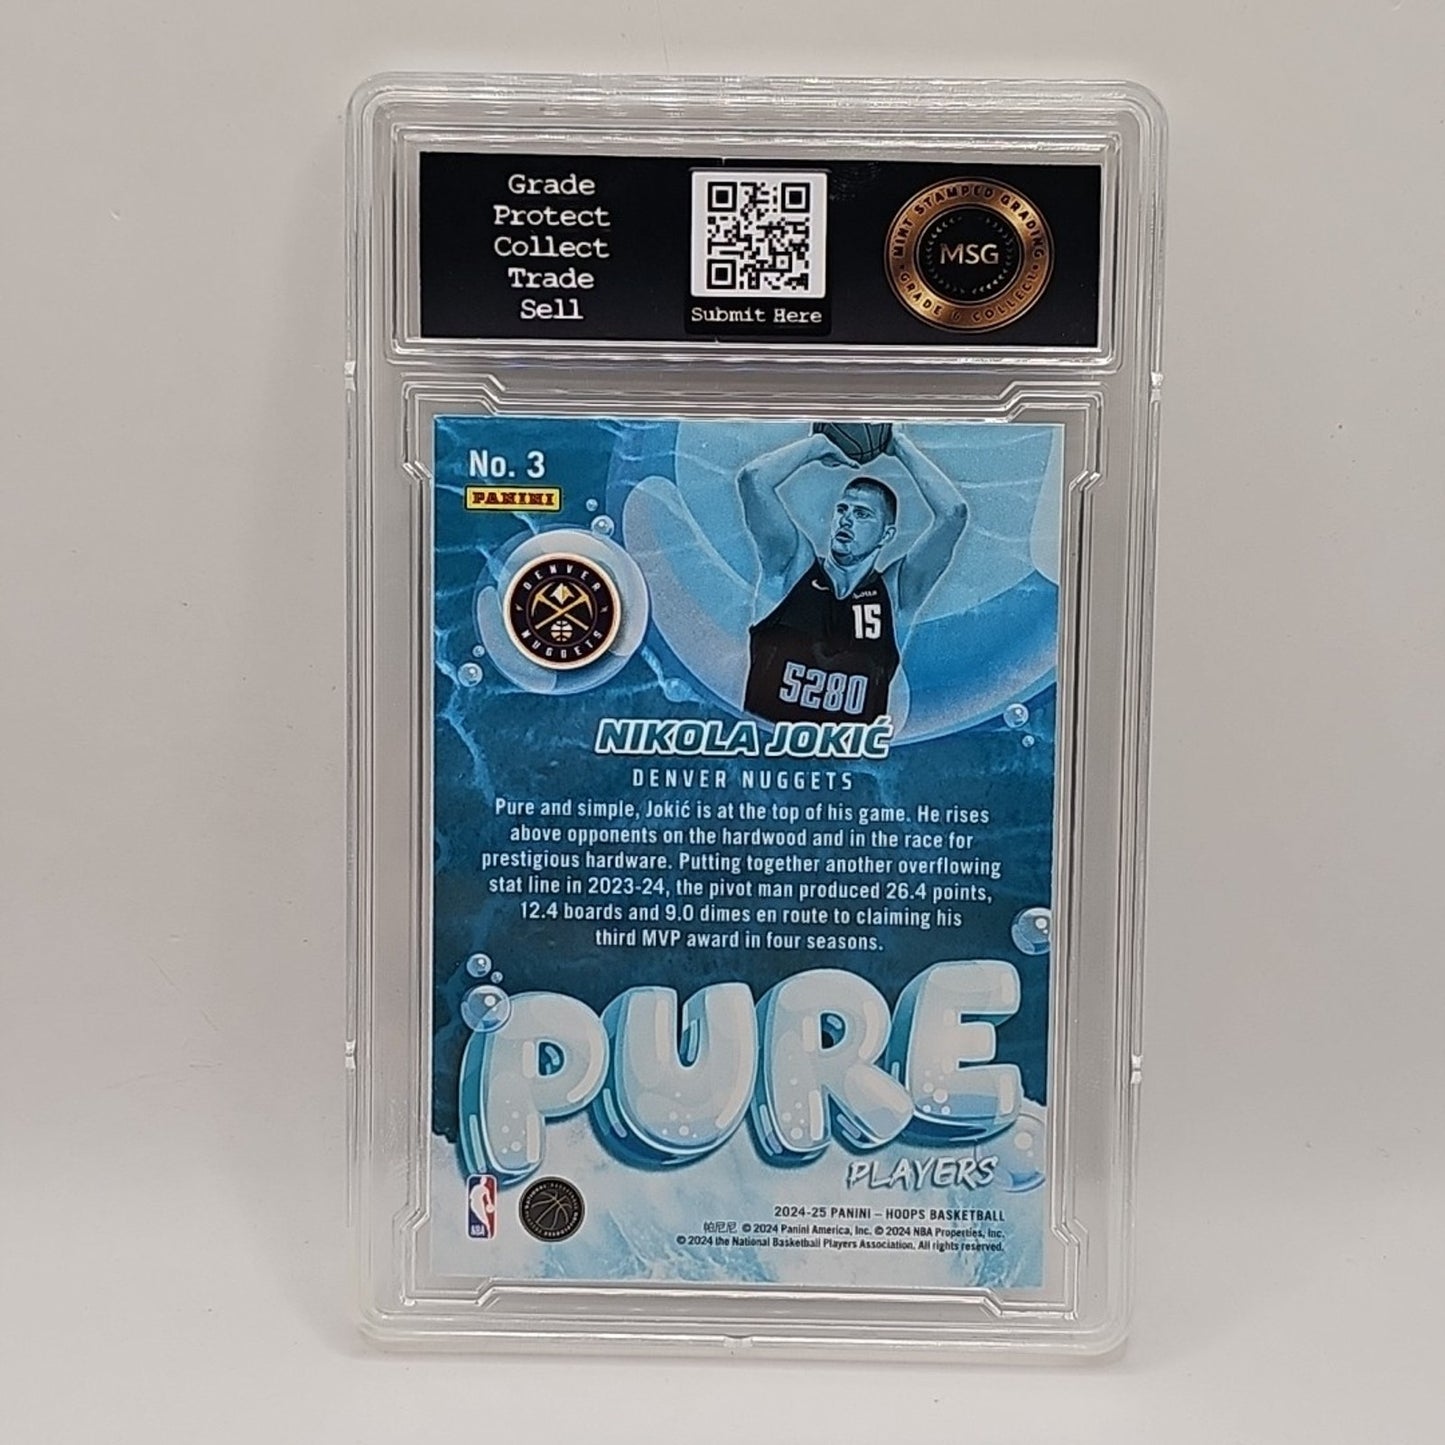 Grade
Protect
Collect
Trade
Sell
Submit Here
MINT STAMPED GRADING
MSG
GRADE & COLLECT
No. 3
PANINI
DENVER
NUGGETS
15
5280
NIKOLA JOKIĆ
DENVER NUGGETS
Pure and simple, Jokić is at the top of his game. He rises
above opponents on the hardwood and in the race for
prestigious hardware. Putting together another overflowing
stat line in 2023-24, the pivot man produced 26.4 points,
12.4 boards and 9.0 dimes en route to claiming his
third MVP award in four seasons.
PURE
PLAYERS
NBA
2024-25 PANINI – HOOPS BASKETBALL
帕尼尼 © 2024 Panini America, Inc. © 2024 NBA Properties, Inc.
© 2024 the National Basketball Players Association. All rights reserved.